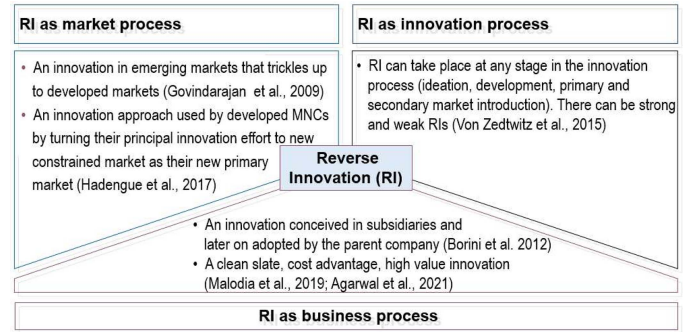 RI as market process
• An innovation in emerging markets that trickles up
to developed markets (Govindarajan et al., 2009)
• An innovation approach used by developed MNCs
by turning their principal innovation effort to new
constrained market as their new primary
market (Hadengue et al., 2017)
RI as innovation process
• RI can take place at any stage in the innovation
process (ideation, development, primary and
secondary market introduction). There can be strong
and weak RIs (Von Zedtwitz et al., 2015)
Reverse
Innovation (RI)
• An innovation conceived in subsidiaries and
later on adopted by the parent company (Borini et al. 2012)
• A clean slate, cost advantage, high value innovation
(Malodia et al., 2019; Agarwal et al., 2021)
RI as business process